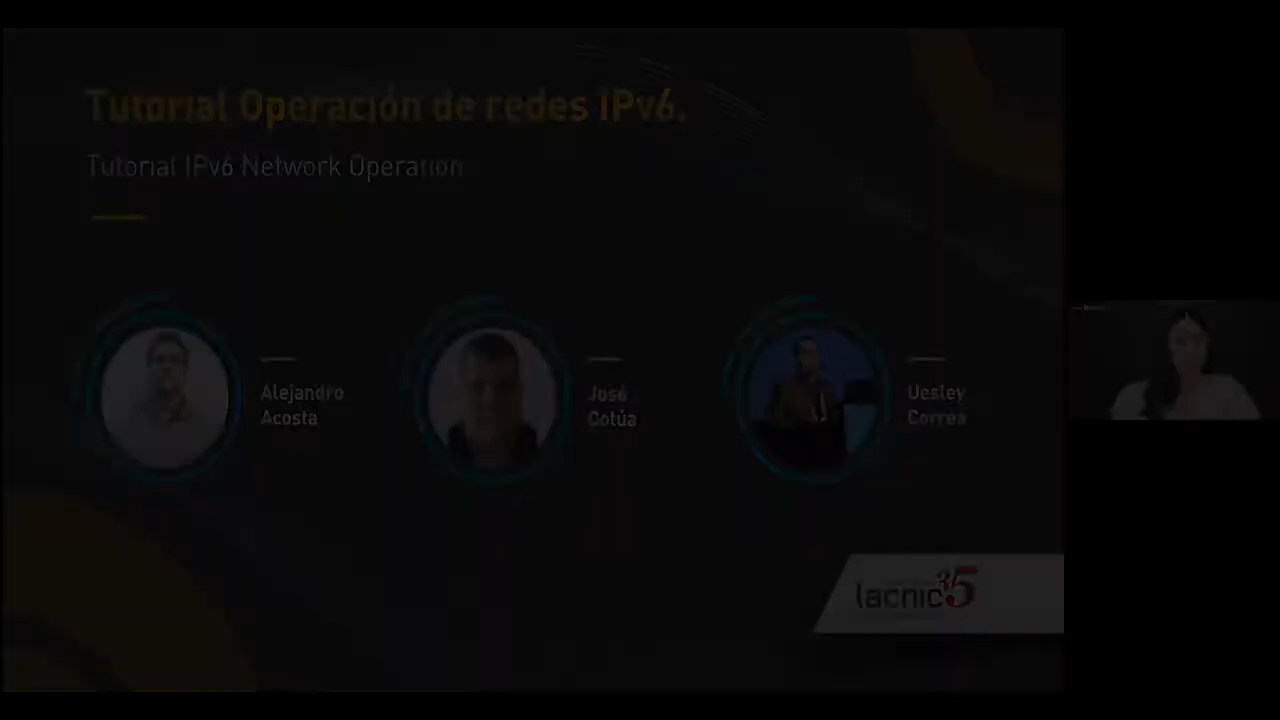 Tutorial Operación de redes IPv6.
Tutorial IPv6 Network Operation
Alejandro
Acosta
José
Cotúa
Uesley
Correa
lacnic35